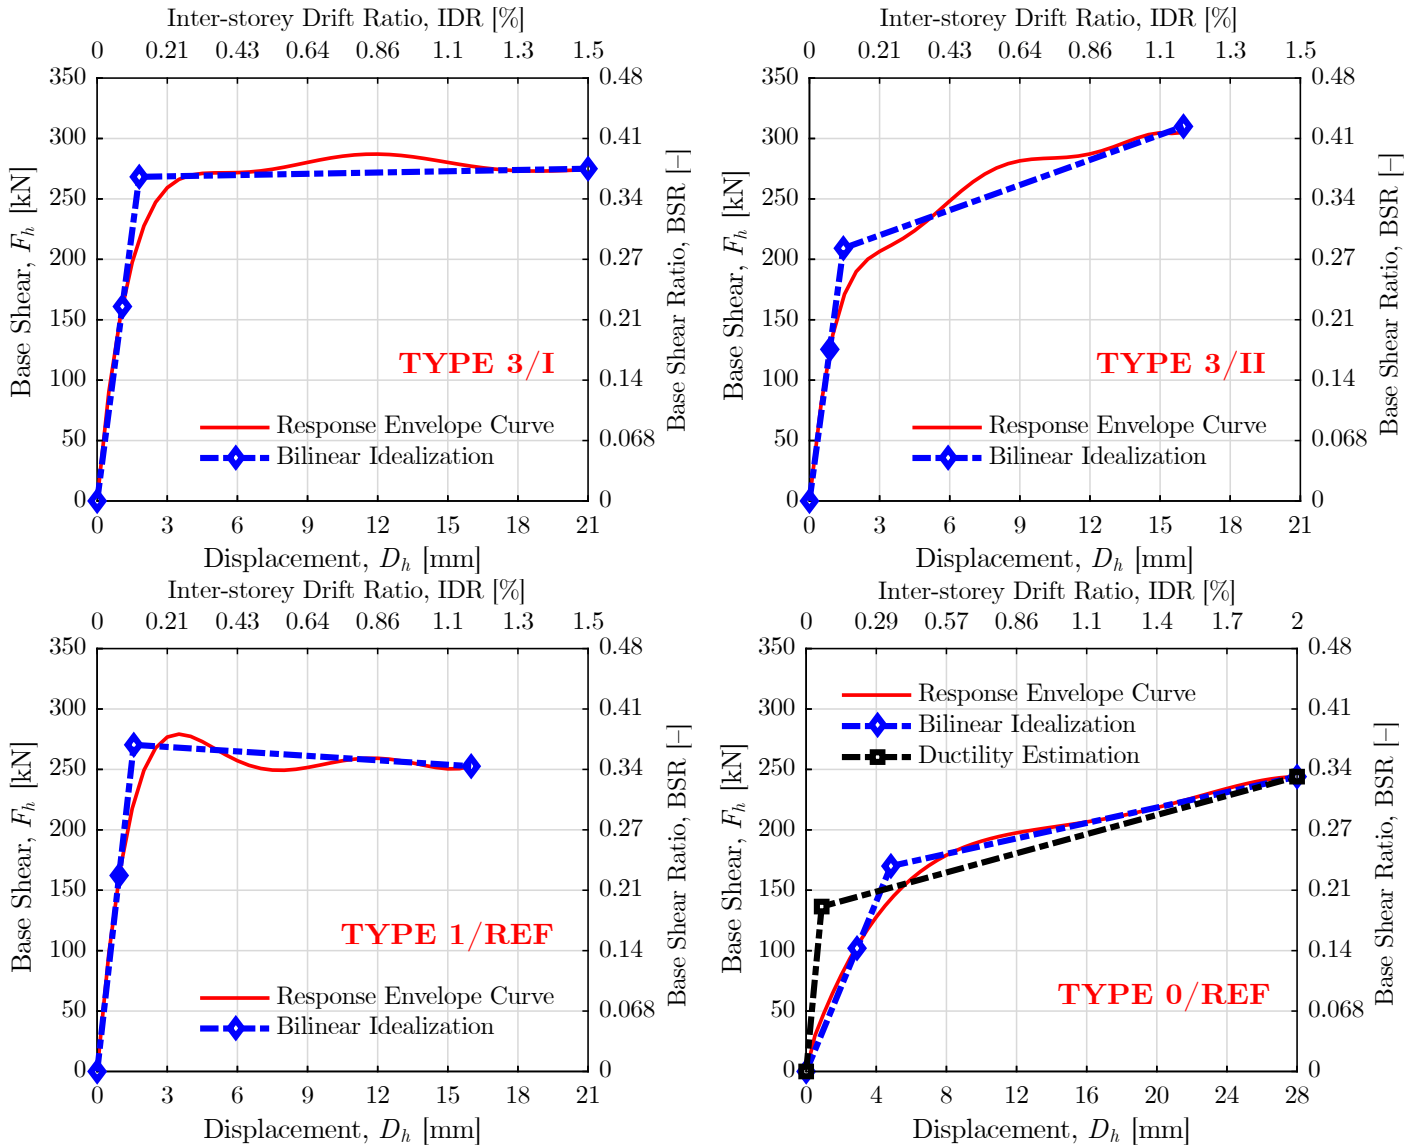 Inter-storey Drift Ratio, IDR [%]
0 0.21 0.43 0.64 0.86 1.1 1.3 1.5
350 300 250 200 150 100 50 0
Base Shear, F_h [kN]
0.48 0.41 0.34 0.27 0.21 0.14 0.068 0
Base Shear Ratio, BSR [−]
TYPE 3/I
Response Envelope Curve
Bilinear Idealization
0 3 6 9 12 15 18 21
Displacement, D_h [mm]
Inter-storey Drift Ratio, IDR [%]
0 0.21 0.43 0.64 0.86 1.1 1.3 1.5
350 300 250 200 150 100 50 0
Base Shear, F_h [kN]
0.48 0.41 0.34 0.27 0.21 0.14 0.068 0
Base Shear Ratio, BSR [−]
TYPE 3/II
Response Envelope Curve
Bilinear Idealization
0 3 6 9 12 15 18 21
Displacement, D_h [mm]
Inter-storey Drift Ratio, IDR [%]
0 0.21 0.43 0.64 0.86 1.1 1.3 1.5
350 300 250 200 150 100 50 0
Base Shear, F_h [kN]
0.48 0.41 0.34 0.27 0.21 0.14 0.068 0
Base Shear Ratio, BSR [−]
TYPE 1/REF
Response Envelope Curve
Bilinear Idealization
0 3 6 9 12 15 18 21
Displacement, D_h [mm]
Inter-storey Drift Ratio, IDR [%]
0 0.29 0.57 0.86 1.1 1.4 1.7 2
350 300 250 200 150 100 50 0
Base Shear, F_h [kN]
0.48 0.41 0.34 0.27 0.21 0.14 0.068 0
Base Shear Ratio, BSR [−]
Response Envelope Curve
Bilinear Idealization
Ductility Estimation
TYPE 0/REF
0 4 8 12 16 20 24 28
Displacement, D_h [mm]